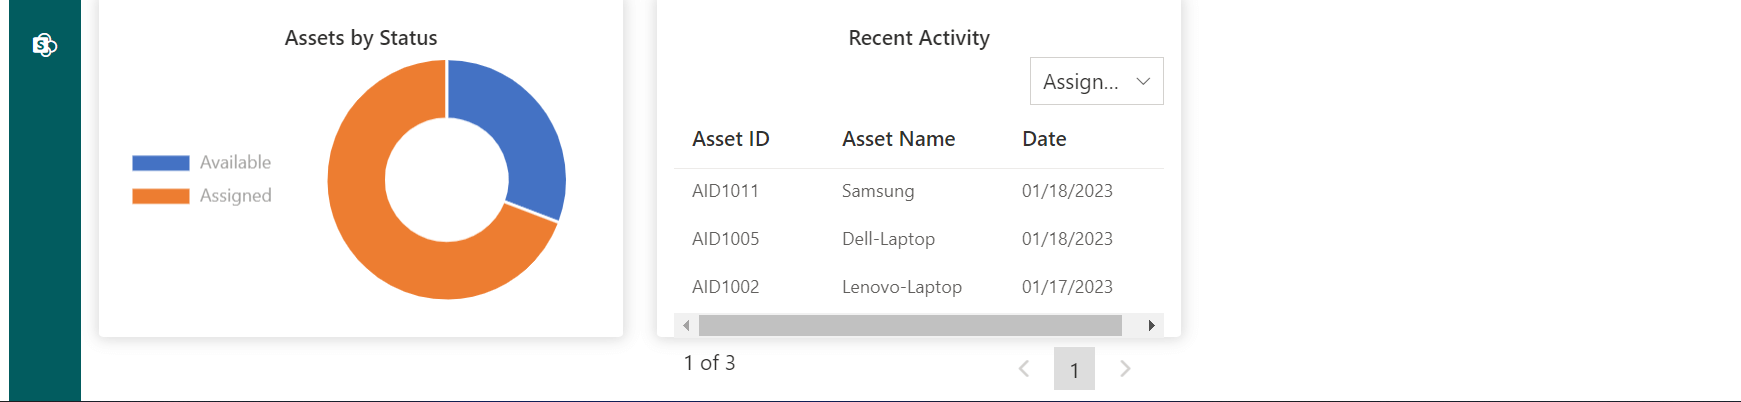 S
Assets by Status
Available
Assigned
Recent Activity
Assign...
Asset ID Asset Name Date
AID1011 Samsung 01/18/2023
AID1005 Dell-Laptop 01/18/2023
AID1002 Lenovo-Laptop 01/17/2023
1 of 3
1